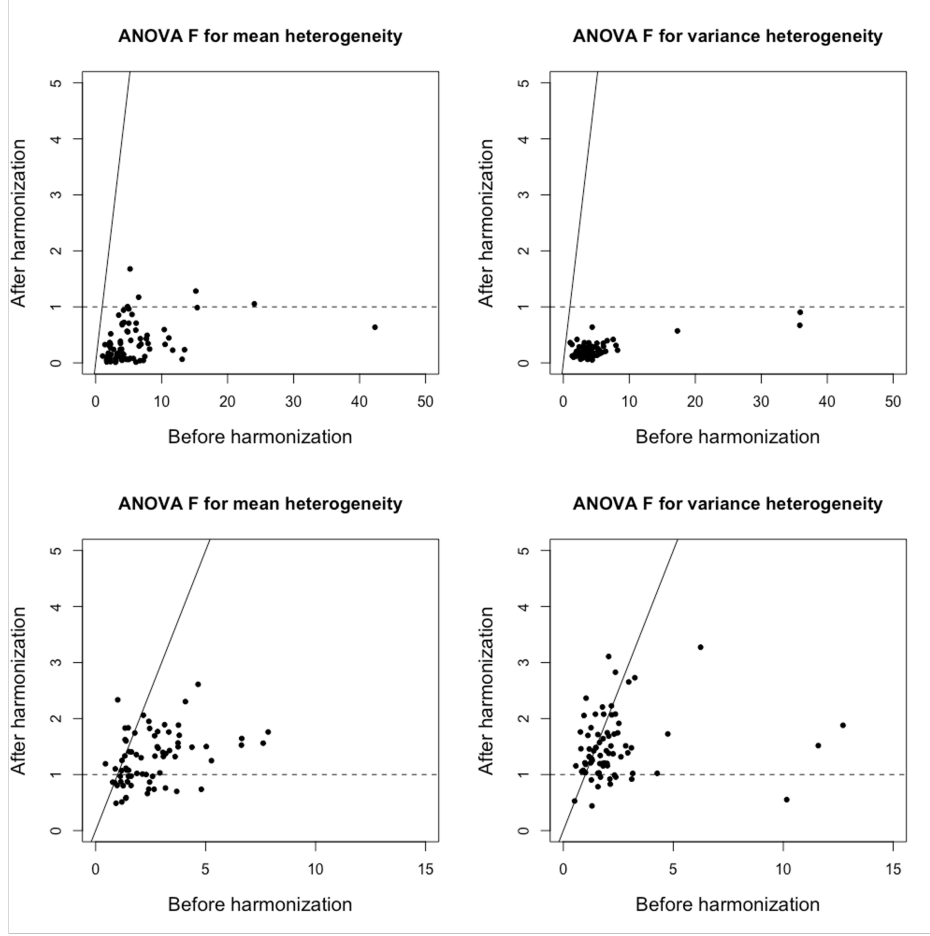 ANOVA F for mean heterogeneity
After harmonization
5
4
3
2
1
0
0 10 20 30 40 50
Before harmonization
ANOVA F for variance heterogeneity
After harmonization
5
4
3
2
1
0
0 10 20 30 40 50
Before harmonization
ANOVA F for mean heterogeneity
After harmonization
5
4
3
2
1
0
0 5 10 15
Before harmonization
ANOVA F for variance heterogeneity
After harmonization
5
4
3
2
1
0
0 5 10 15
Before harmonization